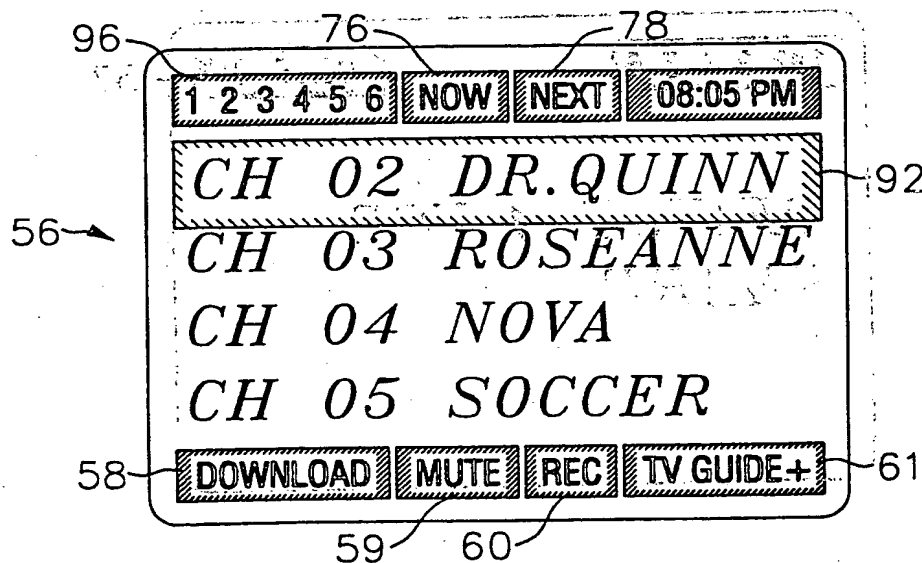 96 76 78
1 2 3 4 5 6 NOW NEXT 08:05 PM
CH 02 DR.QUINN 92
56
CH 03 ROSEANNE
CH 04 NOVA
CH 05 SOCCER
58 DOWNLOAD MUTE REC TV GUIDE+ 61
59 60